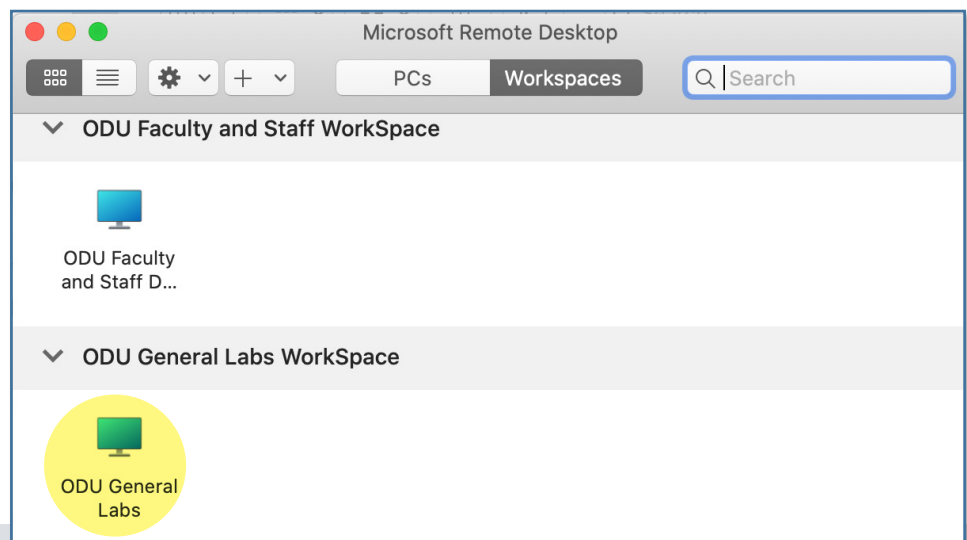 Microsoft Remote Desktop
PCs
Workspaces
Search
ODU Faculty and Staff WorkSpace
ODU Faculty
and Staff D...
ODU General Labs WorkSpace
ODU General
Labs